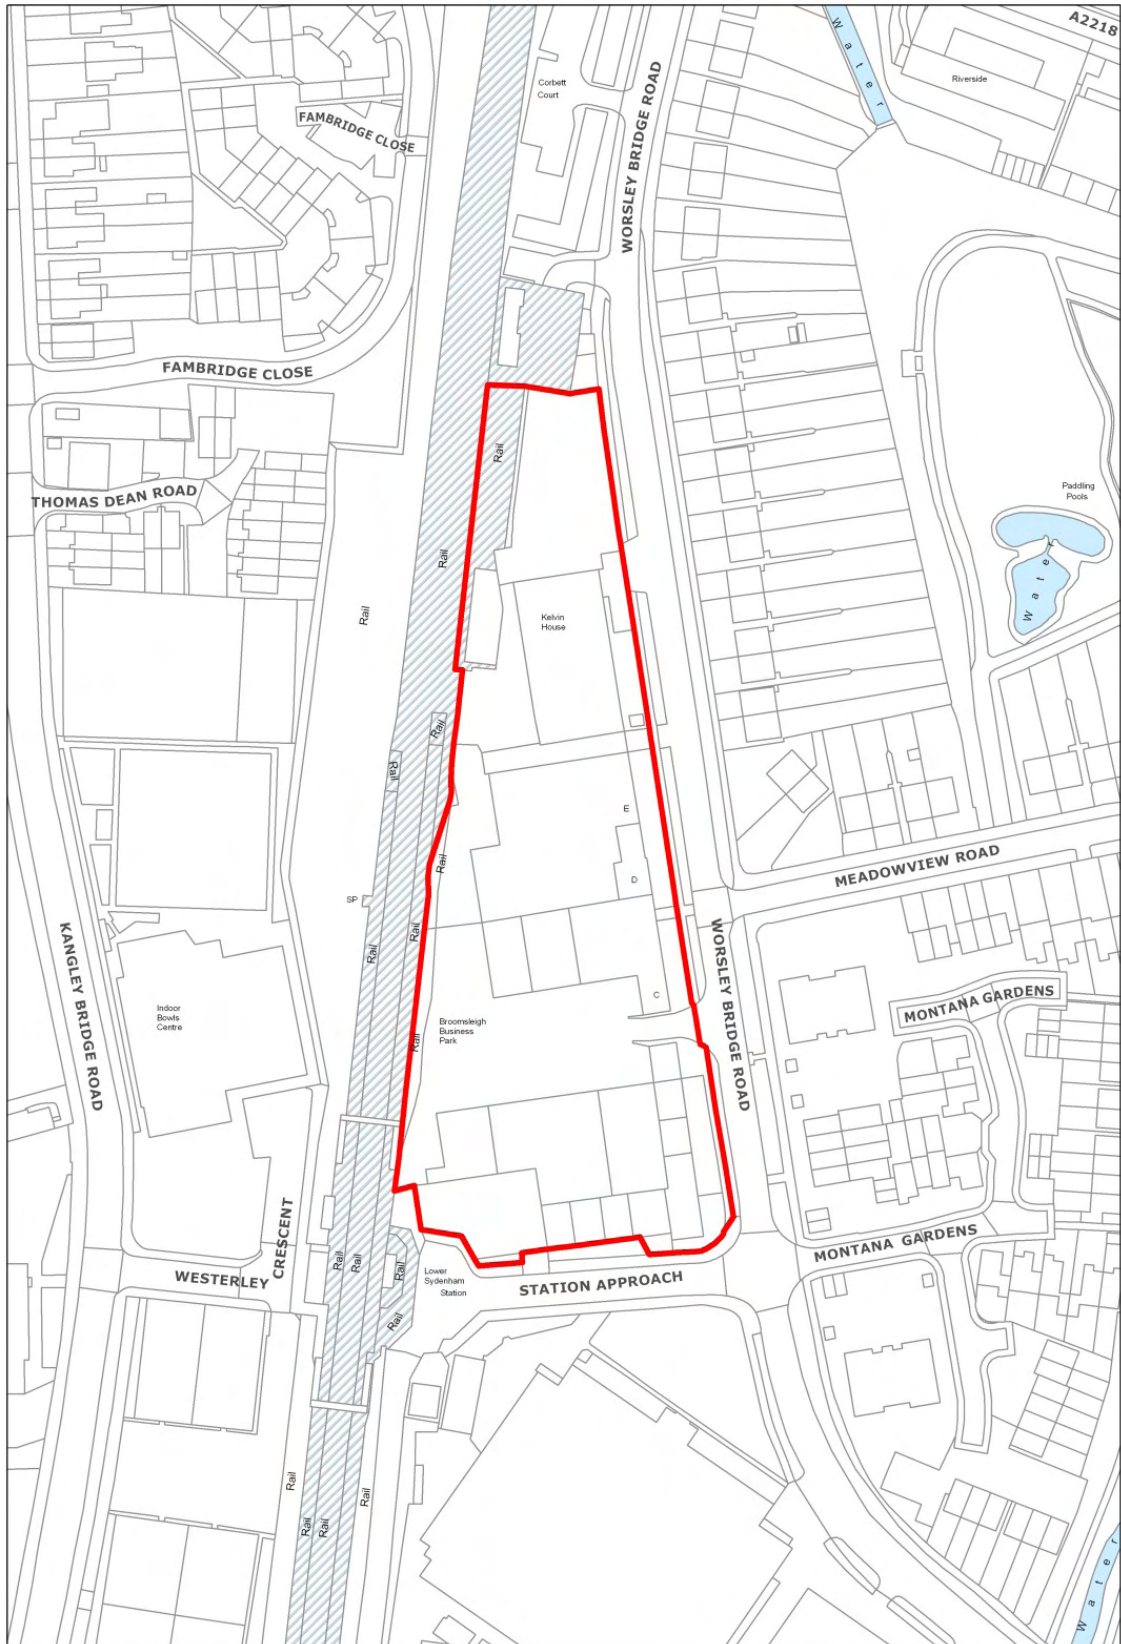 A2218
Water
Riverside
Corbett
Court
WORSLEY BRIDGE ROAD
FAMBRIDGE CLOSE
FAMBRIDGE CLOSE
Rail
THOMAS DEAN ROAD
Paddling
Pools
Water
Rail
Rail
Kelvin
House
Rail
Rail
E
Rail
MEADOWVIEW ROAD
D
SP
Rail
Rail
KANGLEY BRIDGE ROAD
WORSLEY BRIDGE ROAD
C
MONTANA GARDENS
Indoor
Bowls
Centre
Broomsleigh
Business
Park
Rail
MONTANA GARDENS
WESTERLEY CRESCENT
Rail
Rail
Rail
Lower
Sydenham
Station
STATION APPROACH
Rail
Rail
Rail
Rail
Rail
Water